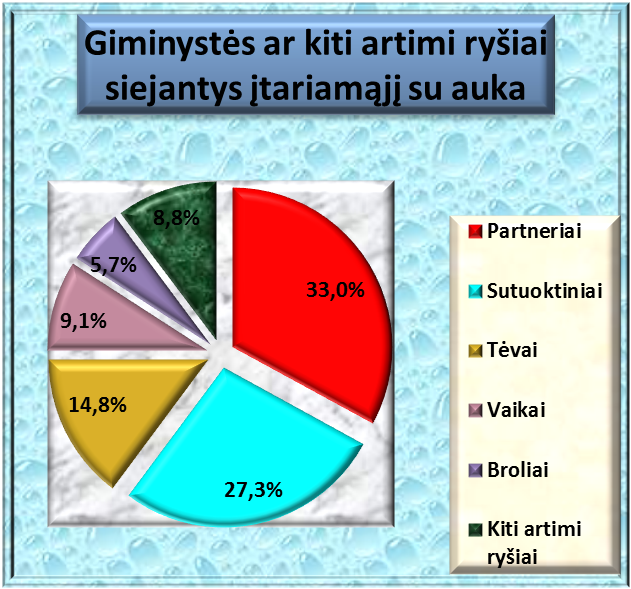 Giminystės ar kiti artimi ryšiai
siejantys įtariamąjį su auka
8,8%
5,7%
33,0%
9,1%
14,8%
27,3%
Partneriai
Sutuoktiniai
Tėvai
Vaikai
Broliai
Kiti artimi
ryšiai